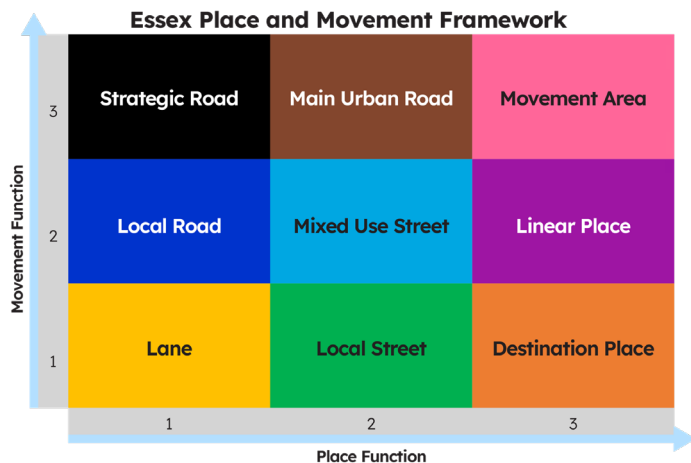 Essex Place and Movement Framework
Movement Function
3
Strategic Road
Main Urban Road
Movement Area
2
Local Road
Mixed Use Street
Linear Place
1
Lane
Local Street
Destination Place
1
2
3
Place Function